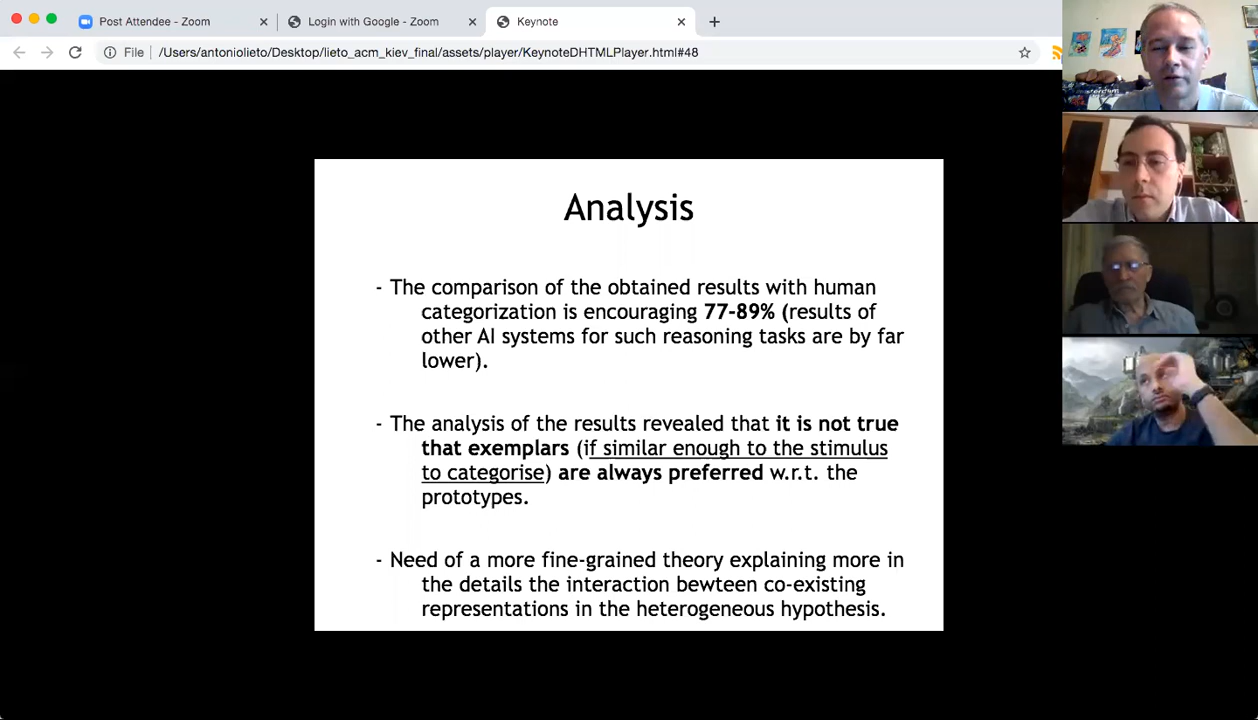 Post Attendee - Zoom
Login with Google - Zoom
Keynote
File
/Users/antoniolieto/Desktop/lieto_acm_kiev_final/assets/player/KeynoteDHTMLPlayer.html#48
Analysis
- The comparison of the obtained results with human
categorization is encouraging 77-89% (results of
other AI systems for such reasoning tasks are by far
lower).
- The analysis of the results revealed that it is not true
that exemplars (if similar enough to the stimulus
to categorise) are always preferred w.r.t. the
prototypes.
- Need of a more fine-grained theory explaining more in
the details the interaction bewteen co-existing
representations in the heterogeneous hypothesis.